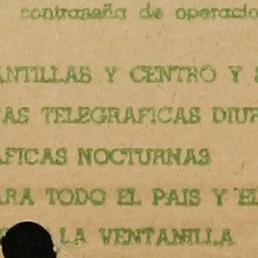 contraseña de operacio
ANTILLAS Y CENTRO Y S
AS TELEGRAFICAS DIUR
AFICAS NOCTURNAS
ARA TODO EL PAIS Y EL
LA VENTANILLA